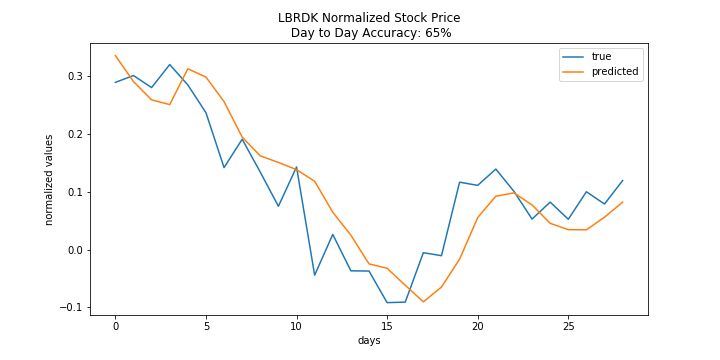 LBRDK Normalized Stock Price
Day to Day Accuracy: 65%
true
predicted
normalized values
0.3
0.2
0.1
0.0
−0.1
0 5 10 15 20 25
days